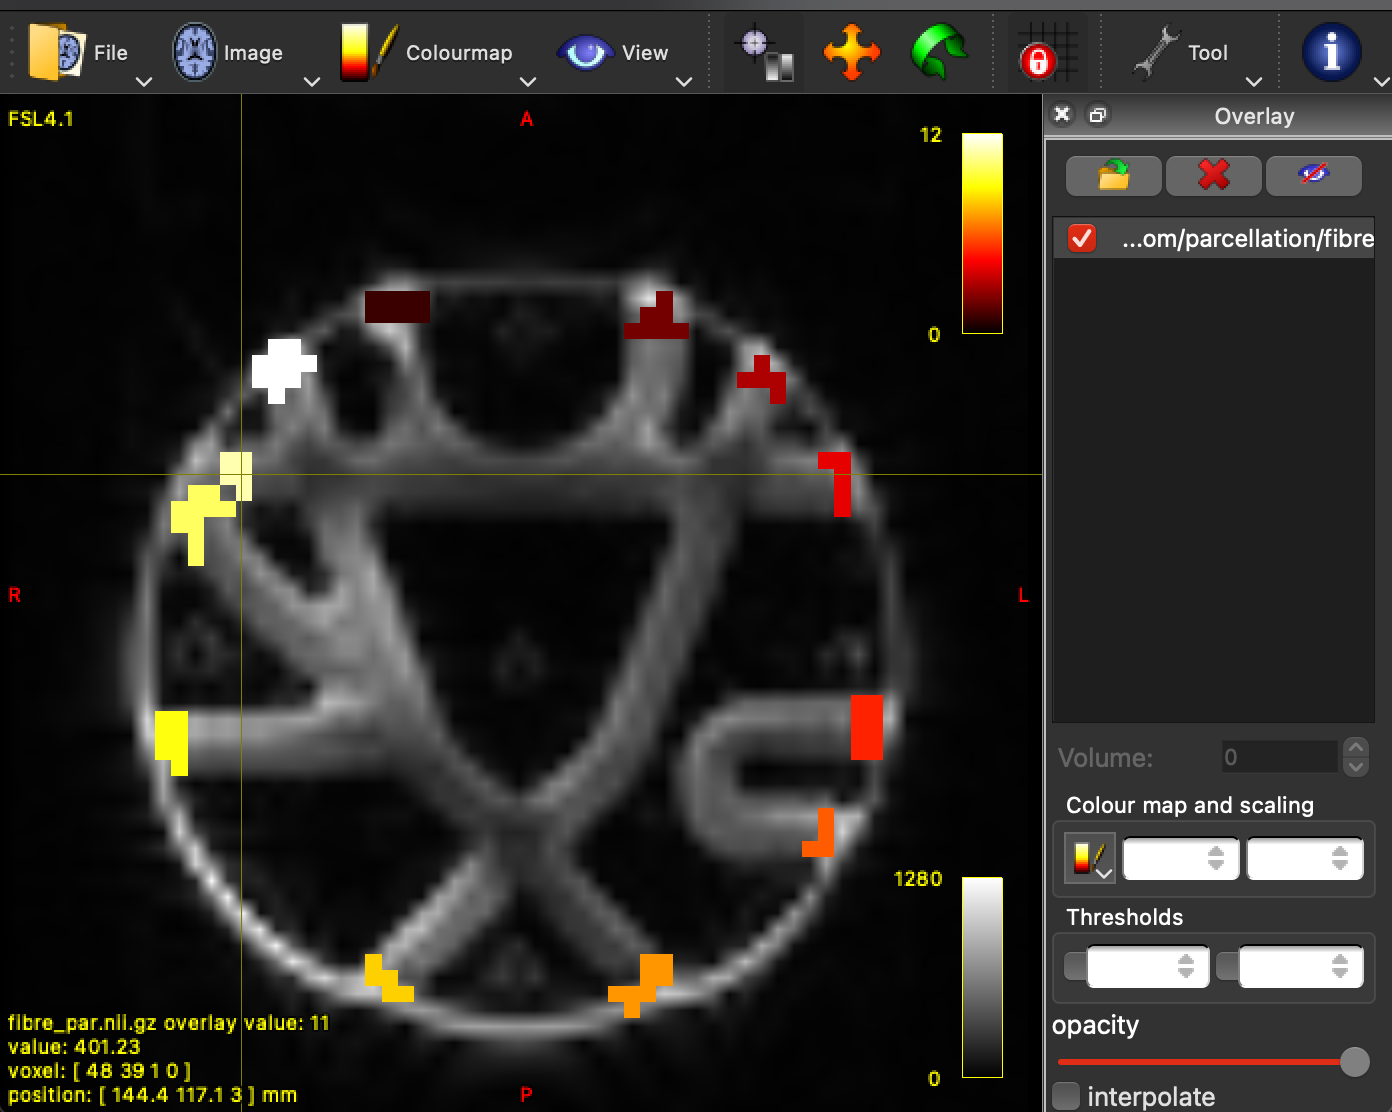 File
Image
Colourmap
View
Tool
i
FSL4.1
A
12
0
R
L
1280
0
fibre_par.nii.gz overlay value: 11
value: 401.23
voxel: [ 48 39 1 0 ]
position: [ 144.4 117.1 3 ] mm
P
Overlay
...om/parcellation/fibre
Volume: 0
Colour map and scaling
Thresholds
opacity
interpolate